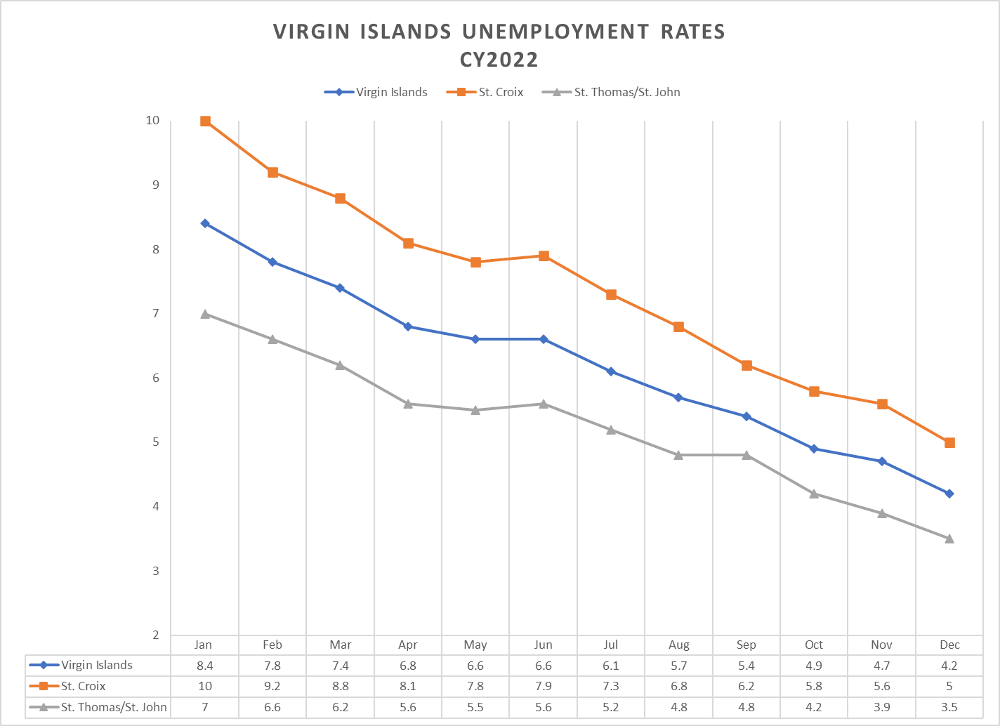 VIRGIN ISLANDS UNEMPLOYMENT RATES
CY2022
Virgin Islands St. Croix St. Thomas/St. John
10
9
8
7
6
5
4
3
2
Jan Feb Mar Apr May Jun Jul Aug Sep Oct Nov Dec
Virgin Islands 8.4 7.8 7.4 6.8 6.6 6.6 6.1 5.7 5.4 4.9 4.7 4.2
St. Croix 10 9.2 8.8 8.1 7.8 7.9 7.3 6.8 6.2 5.8 5.6 5
St. Thomas/St. John 7 6.6 6.2 5.6 5.5 5.6 5.2 4.8 4.8 4.2 3.9 3.5